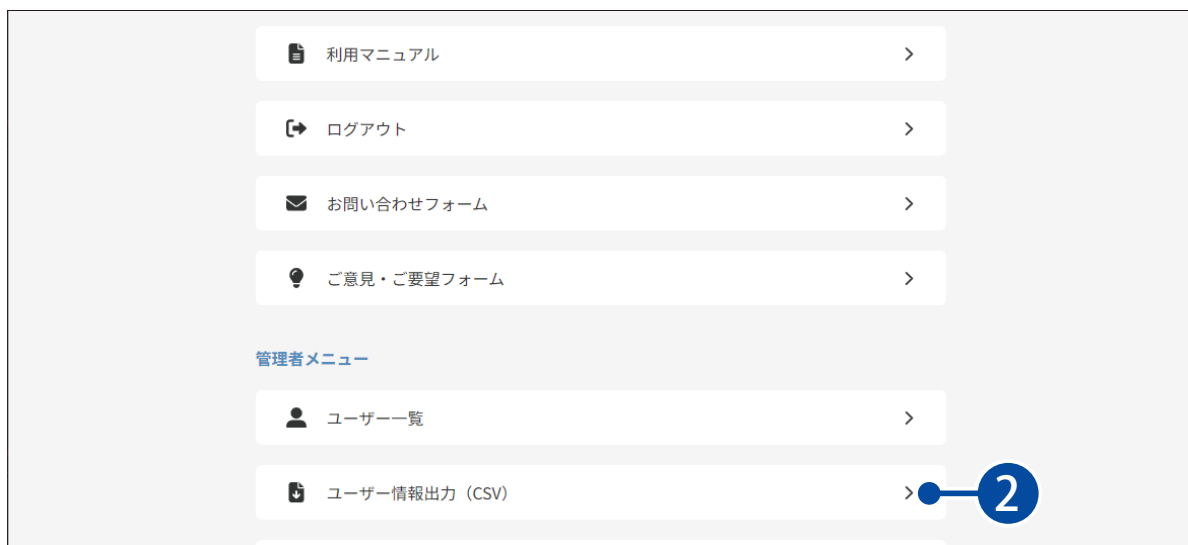 利用マニュアル
ログアウト
お問い合わせフォーム
ご意見・ご要望フォーム
管理者メニュー
ユーザー一覧
ユーザー情報出力（CSV）
2